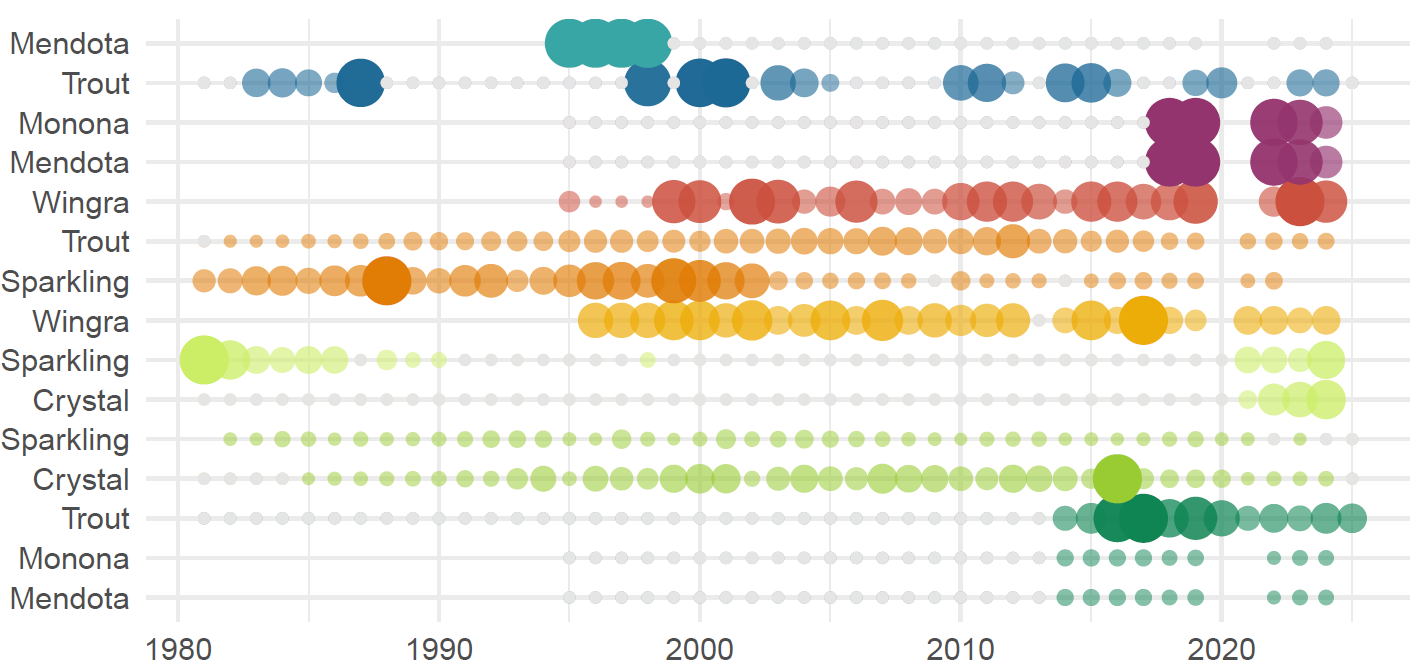 Mendota
Trout
Monona
Mendota
Wingra
Trout
Sparkling
Wingra
Sparkling
Crystal
Sparkling
Crystal
Trout
Monona
Mendota
1980 1990 2000 2010 2020